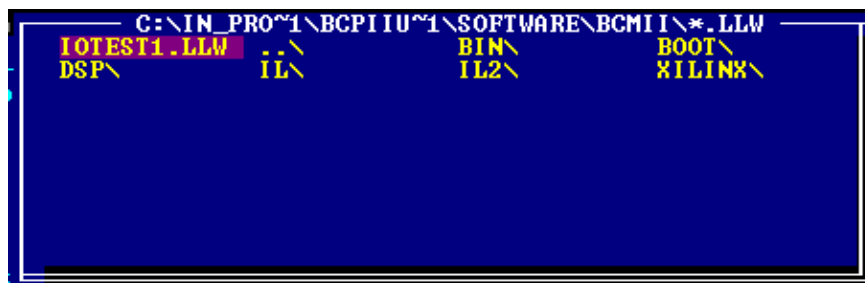 C:\IN_PRO~1\BCPIIU~1\SOFTWARE\BCMII\*.LLW
IOTEST1.LLW ..\ BIN\ BOOT\
DSP\ IL\ IL2\ XILINX\